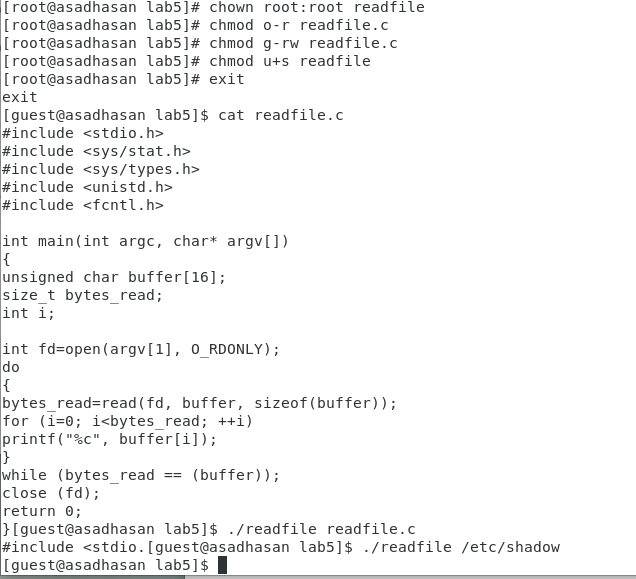 [root@asadhasan lab5]# chown root:root readfile
[root@asadhasan lab5]# chmod o-r readfile.c
[root@asadhasan lab5]# chmod g-rw readfile.c
[root@asadhasan lab5]# chmod u+s readfile
[root@asadhasan lab5]# exit
exit
[guest@asadhasan lab5]$ cat readfile.c
#include <stdio.h>
#include <sys/stat.h>
#include <sys/types.h>
#include <unistd.h>
#include <fcntl.h>

int main(int argc, char* argv[])
{
unsigned char buffer[16];
size_t bytes_read;
int i;

int fd=open(argv[1], O_RDONLY);
do
{
bytes_read=read(fd, buffer, sizeof(buffer));
for (i=0; i<bytes_read; ++i)
printf("%c", buffer[i]);
}
while (bytes_read == (buffer));
close (fd);
return 0;
}[guest@asadhasan lab5]$ ./readfile readfile.c
#include <stdio.[guest@asadhasan lab5]$ ./readfile /etc/shadow
[guest@asadhasan lab5]$